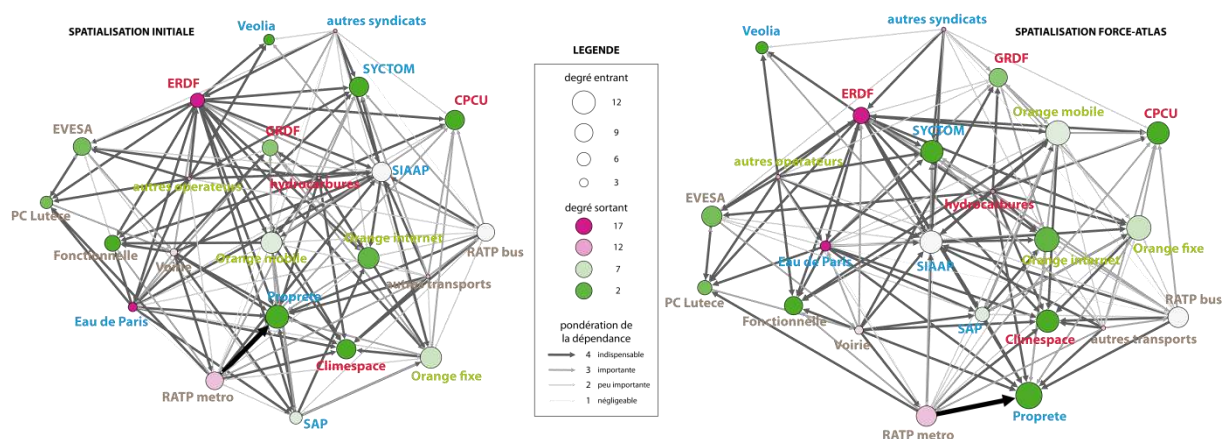 SPATIALISATION INITIALE
Veolia
autres syndicats
SYCTOM
ERDF
CPCU
EVESA
GRDF
SIAAP
autres operateurs
hydrocarbures
PC Lutece
Fonctionnelle
Voirie
Orange mobile
Orange internet
RATP bus
autres transports
Eau de Paris
Proprete
Climespace
Orange fixe
RATP metro
SAP
LEGENDE
degré entrant
12
9
6
3
degré sortant
17
12
7
2
pondération de
la dépendance
4 indispensable
3 importante
2 peu importante
1 négligeable
SPATIALISATION FORCE-ATLAS
autres syndicats
Veolia
GRDF
ERDF
Orange mobile
CPCU
SYCTOM
autres operateurs
EVESA
hydrocarbures
Eau de Paris
SIAAP
Orange internet
Orange fixe
PC Lutece
Fonctionnelle
Voirie
SAP
Climespace
RATP bus
autres transports
Proprete
RATP metro